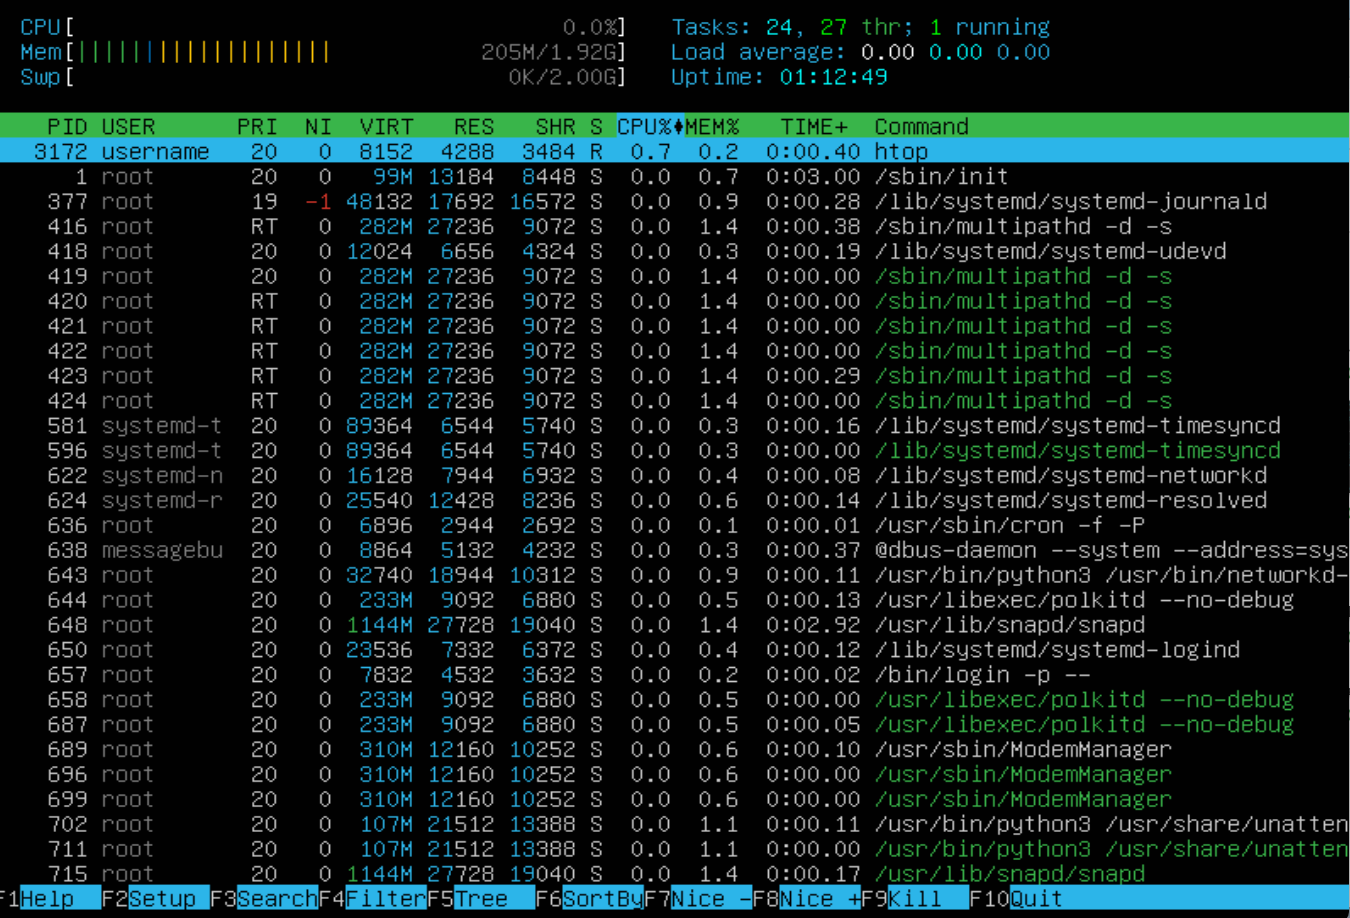 CPU[ 0.0%] Tasks: 24, 27 thr; 1 running
Mem[||||||||||||||||||| 205M/1.92G] Load average: 0.00 0.00 0.00
Swp[ 0K/2.00G] Uptime: 01:12:49
PID USER PRI NI VIRT RES SHR S CPU% MEM% TIME+ Command
3172 username 20 0 8152 4288 3484 R 0.7 0.2 0:00.40 htop
1 root 20 0 99M 13184 8448 S 0.0 0.7 0:03.00 /sbin/init
377 root 19 -1 48132 17692 16572 S 0.0 0.9 0:00.28 /lib/systemd/systemd-journald
416 root RT 0 282M 27236 9072 S 0.0 1.4 0:00.38 /sbin/multipathd -d -s
418 root 20 0 12024 6656 4324 S 0.0 0.3 0:00.19 /lib/systemd/systemd-udevd
419 root 20 0 282M 27236 9072 S 0.0 1.4 0:00.00 /sbin/multipathd -d -s
420 root RT 0 282M 27236 9072 S 0.0 1.4 0:00.00 /sbin/multipathd -d -s
421 root RT 0 282M 27236 9072 S 0.0 1.4 0:00.00 /sbin/multipathd -d -s
422 root RT 0 282M 27236 9072 S 0.0 1.4 0:00.00 /sbin/multipathd -d -s
423 root RT 0 282M 27236 9072 S 0.0 1.4 0:00.29 /sbin/multipathd -d -s
424 root RT 0 282M 27236 9072 S 0.0 1.4 0:00.00 /sbin/multipathd -d -s
581 systemd-t 20 0 89364 6544 5740 S 0.0 0.3 0:00.16 /lib/systemd/systemd-timesyncd
596 systemd-t 20 0 89364 6544 5740 S 0.0 0.3 0:00.00 /lib/systemd/systemd-timesyncd
622 systemd-n 20 0 16128 7944 6932 S 0.0 0.4 0:00.08 /lib/systemd/systemd-networkd
624 systemd-r 20 0 25540 12428 8236 S 0.0 0.6 0:00.14 /lib/systemd/systemd-resolved
636 root 20 0 6896 2944 2692 S 0.0 0.1 0:00.01 /usr/sbin/cron -f -P
638 messagebu 20 0 8864 5132 4232 S 0.0 0.3 0:00.37 @dbus-daemon --system --address=sys
643 root 20 0 32740 18944 10312 S 0.0 0.9 0:00.11 /usr/bin/python3 /usr/bin/networkd-
644 root 20 0 233M 9092 6880 S 0.0 0.5 0:00.13 /usr/libexec/polkitd --no-debug
648 root 20 0 1144M 27728 19040 S 0.0 1.4 0:02.92 /usr/lib/snapd/snapd
650 root 20 0 23536 7332 6372 S 0.0 0.4 0:00.12 /lib/systemd/systemd-logind
657 root 20 0 7832 4532 3632 S 0.0 0.2 0:00.02 /bin/login -p --
658 root 20 0 233M 9092 6880 S 0.0 0.5 0:00.00 /usr/libexec/polkitd --no-debug
687 root 20 0 233M 9092 6880 S 0.0 0.5 0:00.05 /usr/libexec/polkitd --no-debug
689 root 20 0 310M 12160 10252 S 0.0 0.6 0:00.10 /usr/sbin/ModemManager
696 root 20 0 310M 12160 10252 S 0.0 0.6 0:00.00 /usr/sbin/ModemManager
699 root 20 0 310M 12160 10252 S 0.0 0.6 0:00.00 /usr/sbin/ModemManager
702 root 20 0 107M 21512 13388 S 0.0 1.1 0:00.11 /usr/bin/python3 /usr/share/unatten
711 root 20 0 107M 21512 13388 S 0.0 1.1 0:00.00 /usr/bin/python3 /usr/share/unatten
715 root 20 0 1144M 27728 19040 S 0.0 1.4 0:00.17 /usr/lib/snapd/snapd
F1Help F2Setup F3SearchF4FilterF5Tree F6SortByF7Nice -F8Nice +F9Kill F10Quit